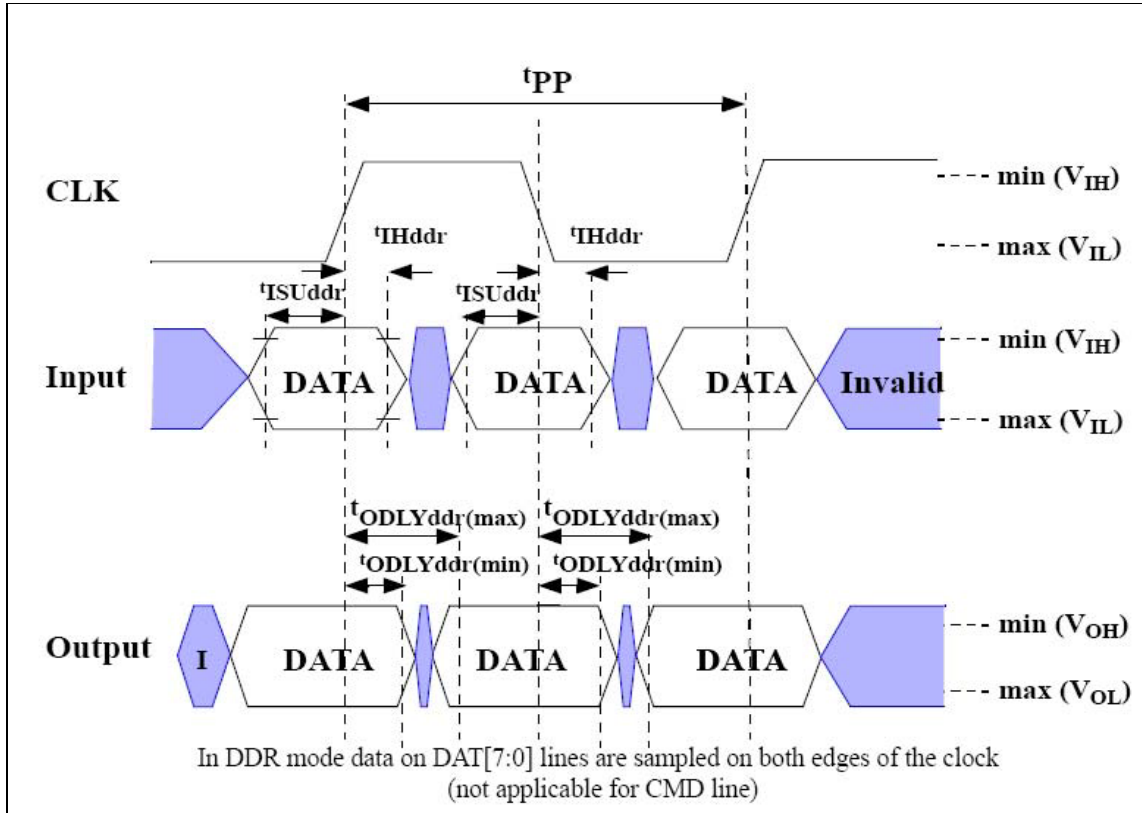 tPP
CLK
min (VIH)
tIHddr
tIHddr
max (VIL)
tISUddr
tISUddr
min (VIH)
Input
DATA
DATA
DATA
Invalid
max (VIL)
tODLYddr(max)
tODLYddr(max)
tODLYddr(min)
tODLYddr(min)
min (VOH)
Output
I
DATA
DATA
DATA
max (VOL)
In DDR mode data on DAT[7:0] lines are sampled on both edges of the clock
(not applicable for CMD line)